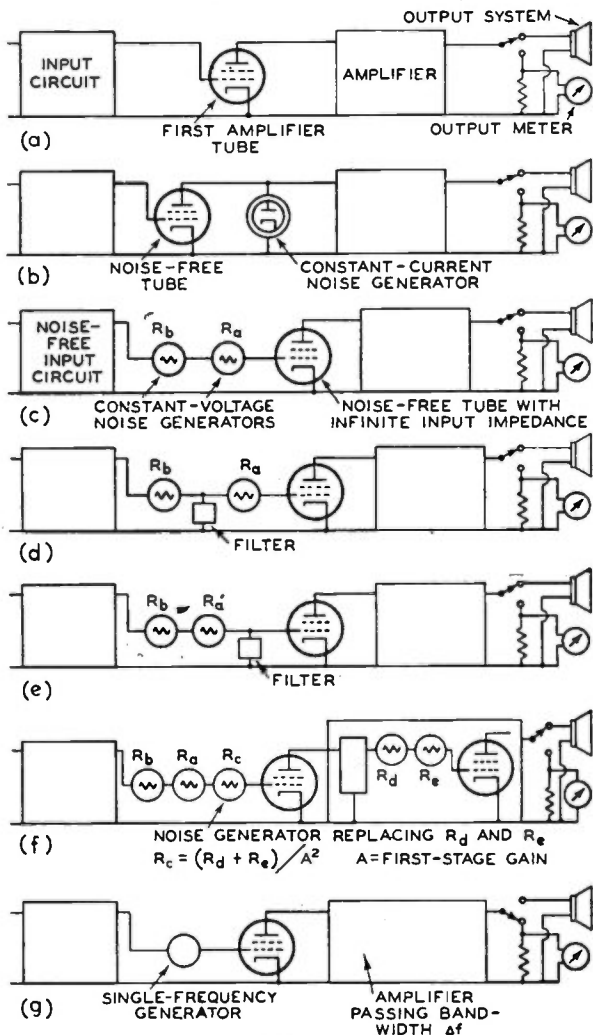 OUTPUT SYSTEM
INPUT
CIRCUIT
AMPLIFIER
FIRST AMPLIFIER
TUBE
OUTPUT METER
(a)
NOISE-FREE
TUBE
CONSTANT-CURRENT
NOISE GENERATOR
(b)
NOISE-
FREE
INPUT
CIRCUIT
Rb
Ra
CONSTANT-VOLTAGE
NOISE GENERATORS
NOISE-FREE TUBE WITH
INFINITE INPUT IMPEDANCE
(c)
Rb
Ra
FILTER
(d)
Rb
Ra'
FILTER
(e)
Rb
Ra
Rc
Rd
Re
NOISE GENERATOR REPLACING Rd AND Re
Rc = (Rd + Re) / A² A=FIRST-STAGE GAIN
(f)
SINGLE-FREQUENCY
GENERATOR
AMPLIFIER
PASSING BAND-
WIDTH Δf
(g)